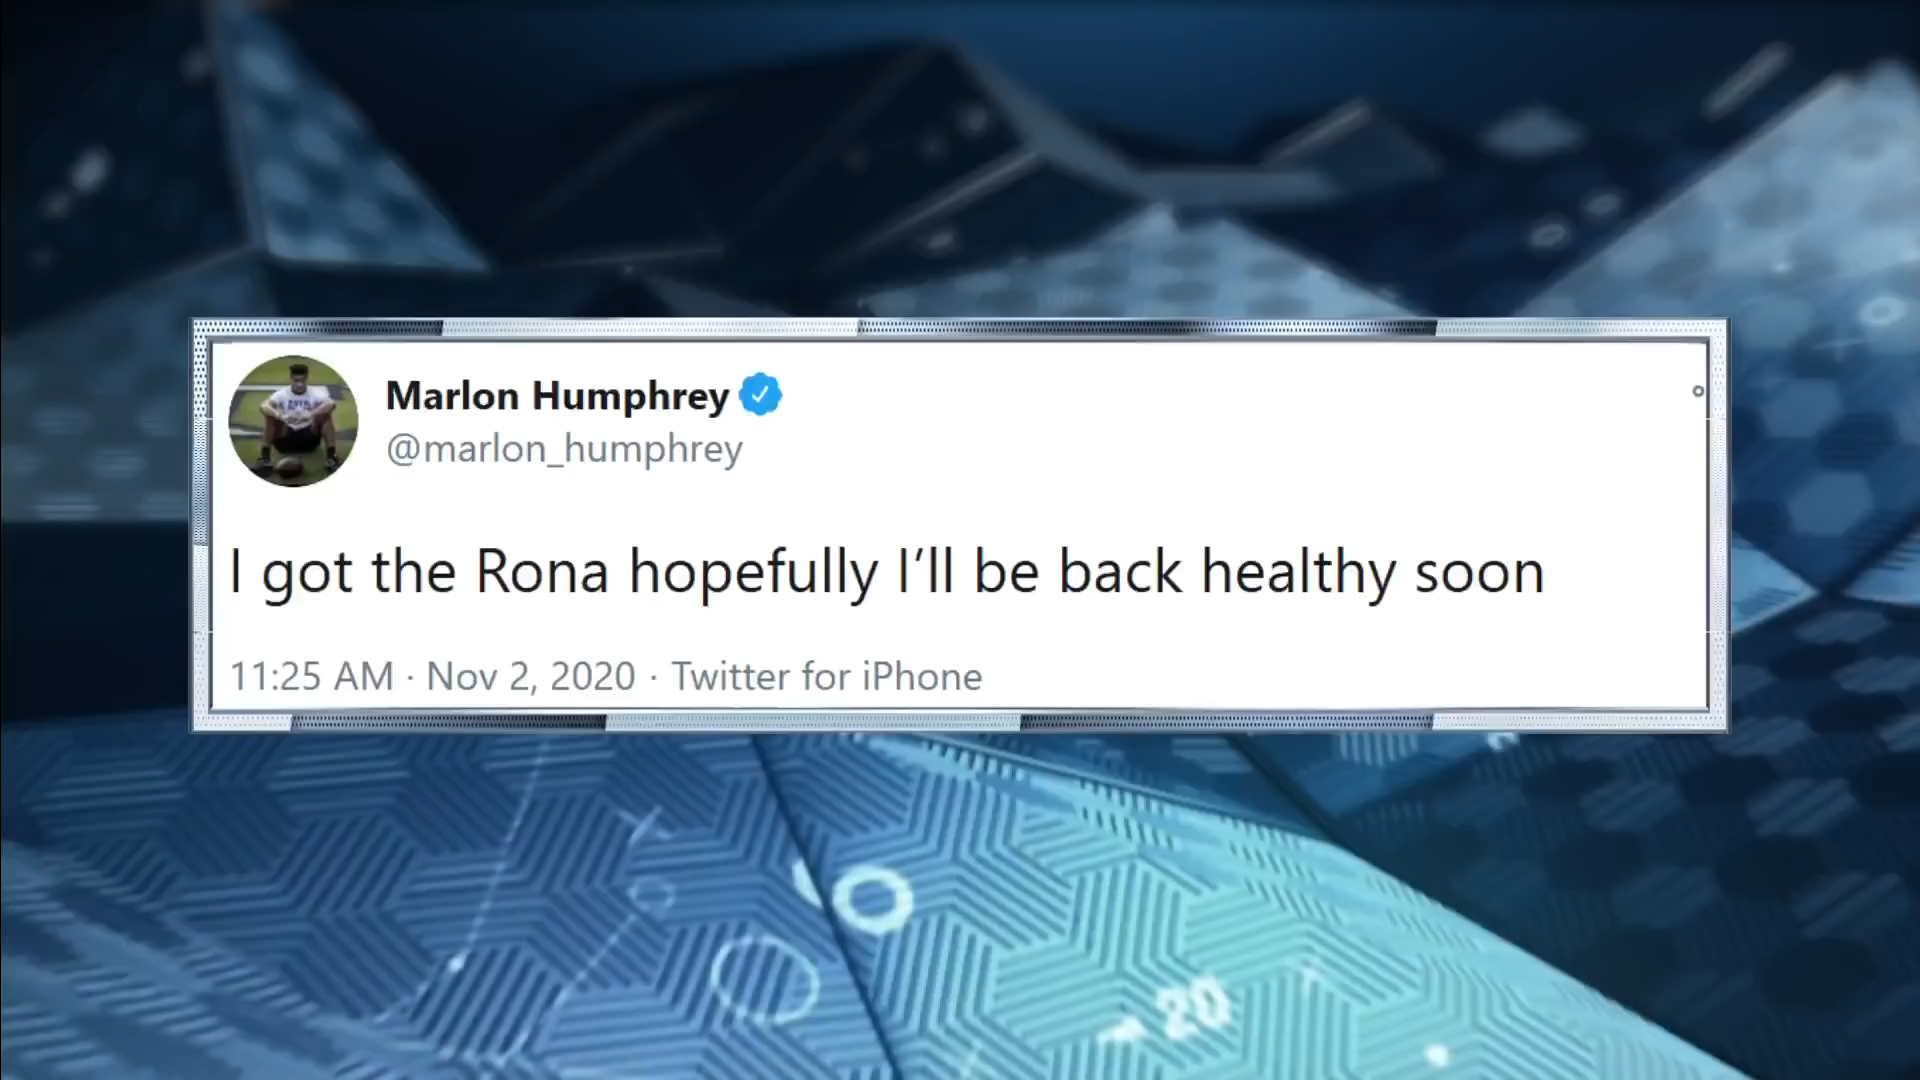 Marlon Humphrey
@marlon_humphrey
I got the Rona hopefully I’ll be back healthy soon
11:25 AM · Nov 2, 2020 · Twitter for iPhone
20